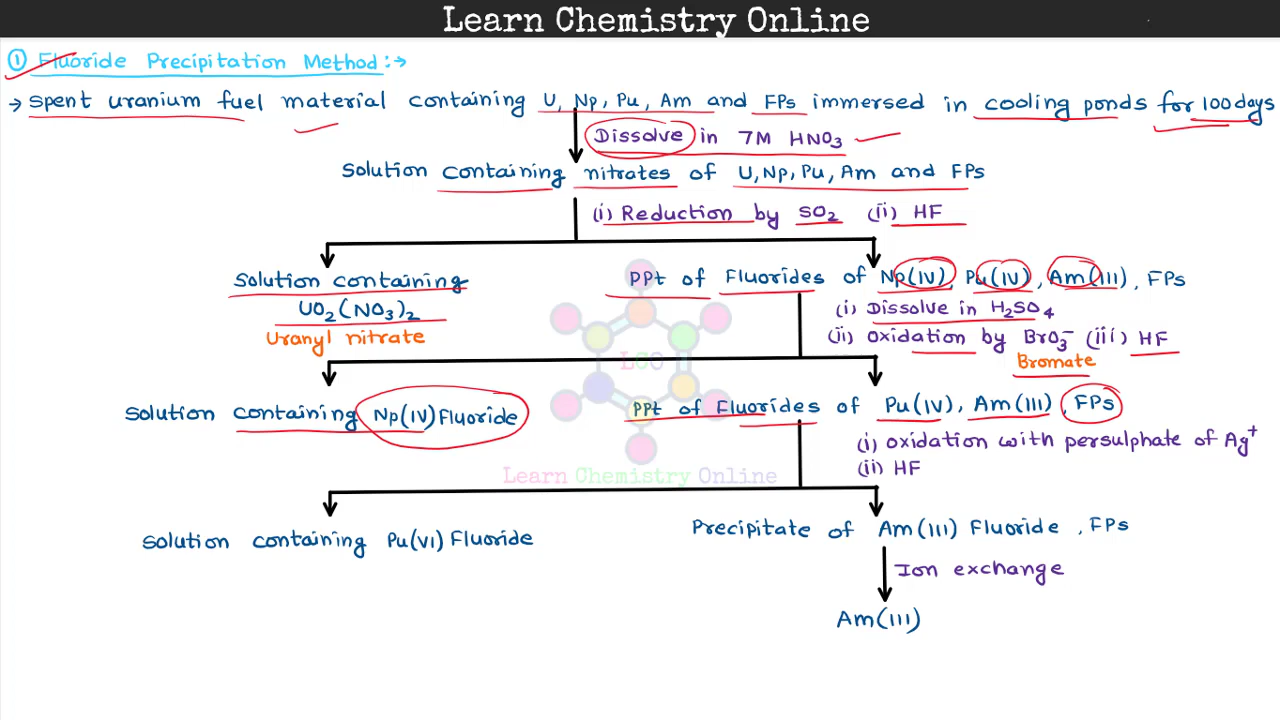 Learn Chemistry Online
① Fluoride Precipitation Method :→
→ Spent uranium fuel material containing U, Np, Pu, Am and FPs immersed in cooling ponds for 100 days
Dissolve in 7M HNO3
Solution containing nitrates of U, Np, Pu, Am and FPs
(i) Reduction by SO2 (ii) HF
Solution containing
UO2(NO3)2
Uranyl nitrate
PPt of Fluorides of Np(IV), Pu(IV), Am(III), FPs
(i) Dissolve in H2SO4
(ii) Oxidation by BrO3⁻ (iii) HF
Bromate
LCO
Solution containing Np(IV) Fluoride
PPt of Fluorides of Pu(IV), Am(III), FPs
(i) Oxidation with persulphate of Ag⁺
(ii) HF
Learn Chemistry Online
Solution containing Pu(VI) Fluoride
Precipitate of Am(III) Fluoride, FPs
Ion exchange
Am(III)